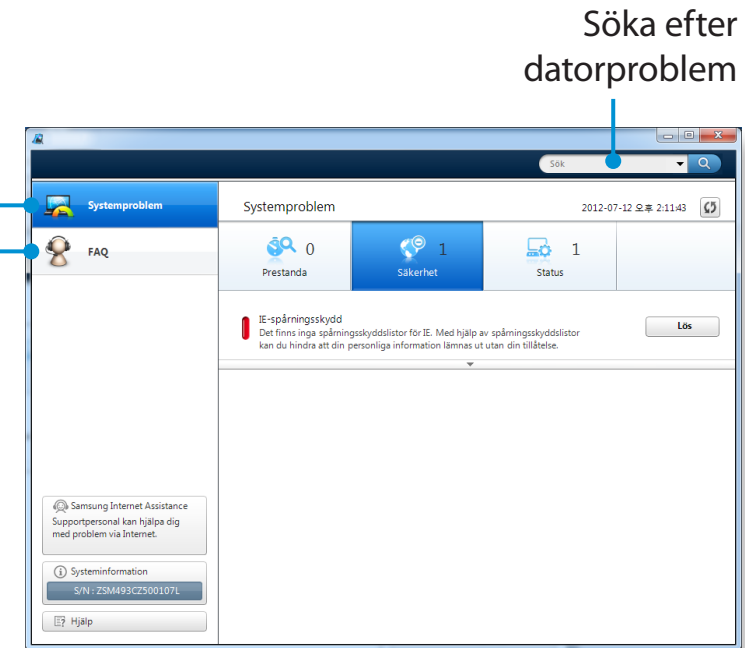 Söka efter
datorproblem
Sök
Systemproblem
FAQ
Systemproblem
2012-07-12 오후 2:11:43
0
Prestanda
1
Säkerhet
1
Status
IE-spårningsskydd
Det finns inga spårningsskyddslistor för IE. Med hjälp av spårningsskyddslistor
kan du hindra att din personliga information lämnas ut utan din tillåtelse.
Lös
Samsung Internet Assistance
Supportpersonal kan hjälpa dig
med problem via Internet.
Systeminformation
S/N : ZSM493CZ500107L
Hjälp